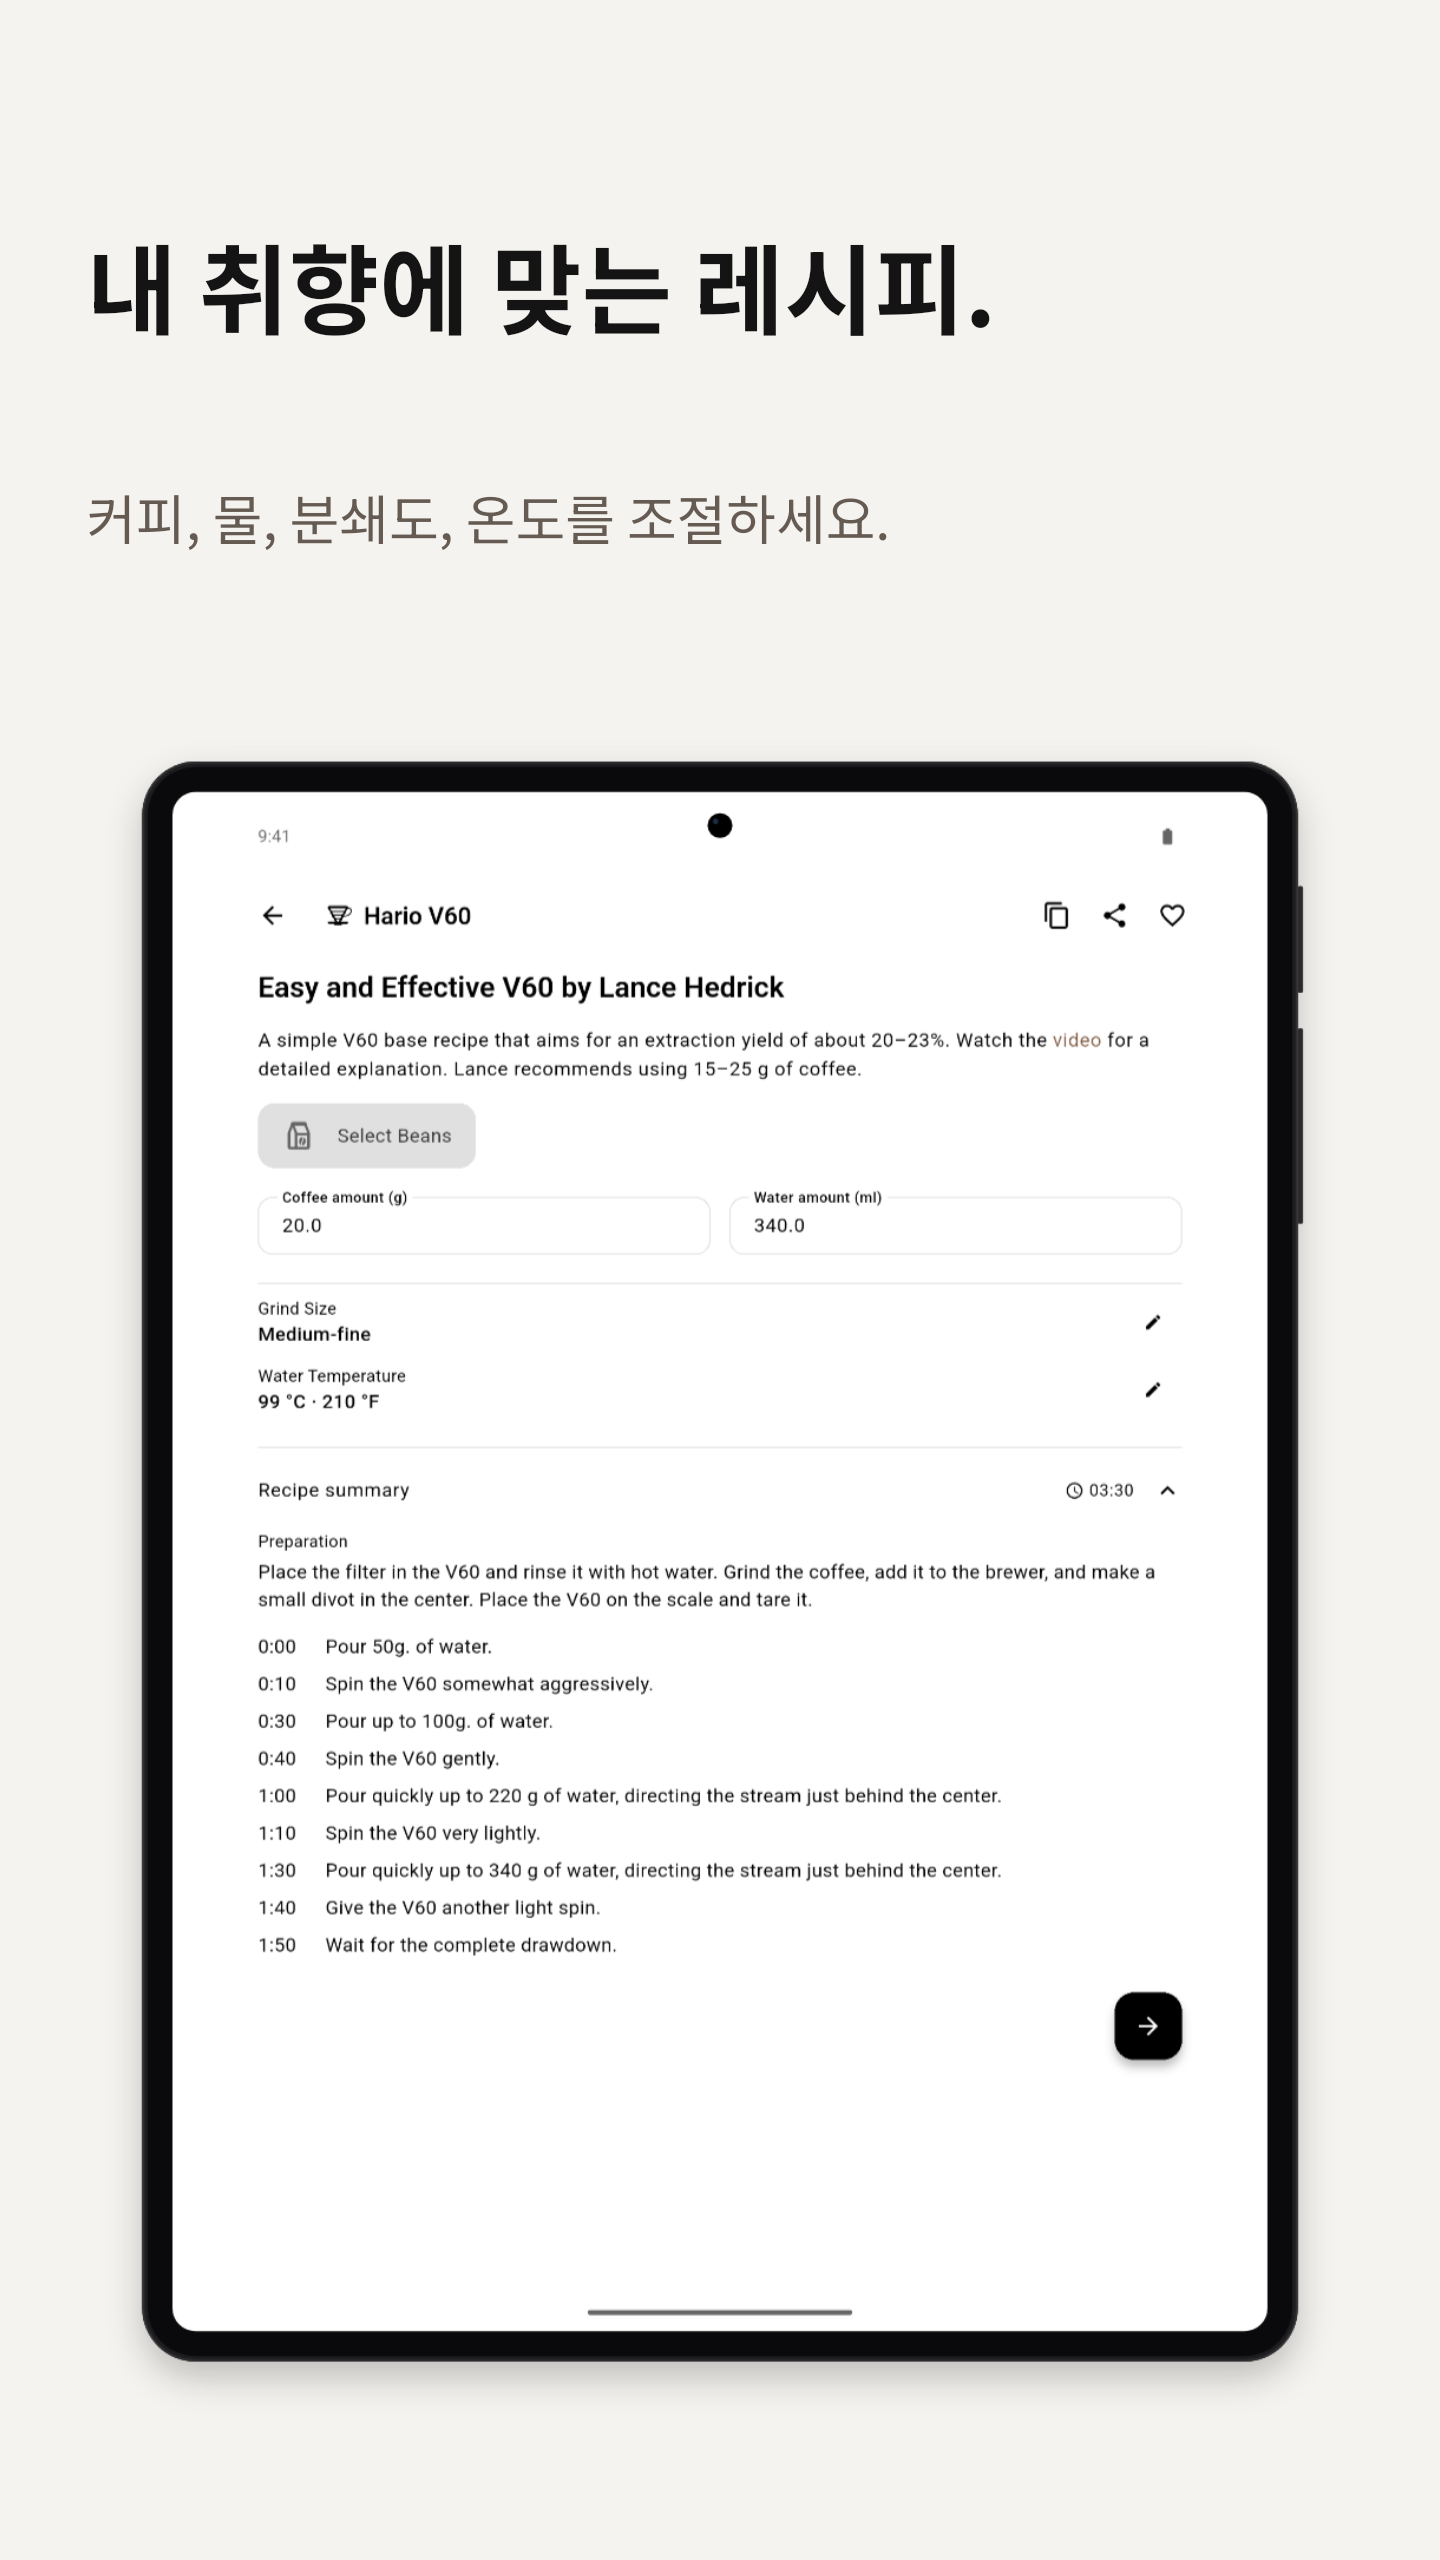 내 취향에 맞는 레시피.
커피, 물, 분쇄도, 온도를 조절하세요.
9:41
Hario V60
Easy and Effective V60 by Lance Hedrick
A simple V60 base recipe that aims for an extraction yield of about 20–23%. Watch the video for a
detailed explanation. Lance recommends using 15–25 g of coffee.
Select Beans
Coffee amount (g)
20.0
Water amount (ml)
340.0
Grind Size
Medium-fine
Water Temperature
99 °C · 210 °F
Recipe summary
03:30
Preparation
Place the filter in the V60 and rinse it with hot water. Grind the coffee, add it to the brewer, and make a
small divot in the center. Place the V60 on the scale and tare it.
0:00 Pour 50g. of water.
0:10 Spin the V60 somewhat aggressively.
0:30 Pour up to 100g. of water.
0:40 Spin the V60 gently.
1:00 Pour quickly up to 220 g of water, directing the stream just behind the center.
1:10 Spin the V60 very lightly.
1:30 Pour quickly up to 340 g of water, directing the stream just behind the center.
1:40 Give the V60 another light spin.
1:50 Wait for the complete drawdown.